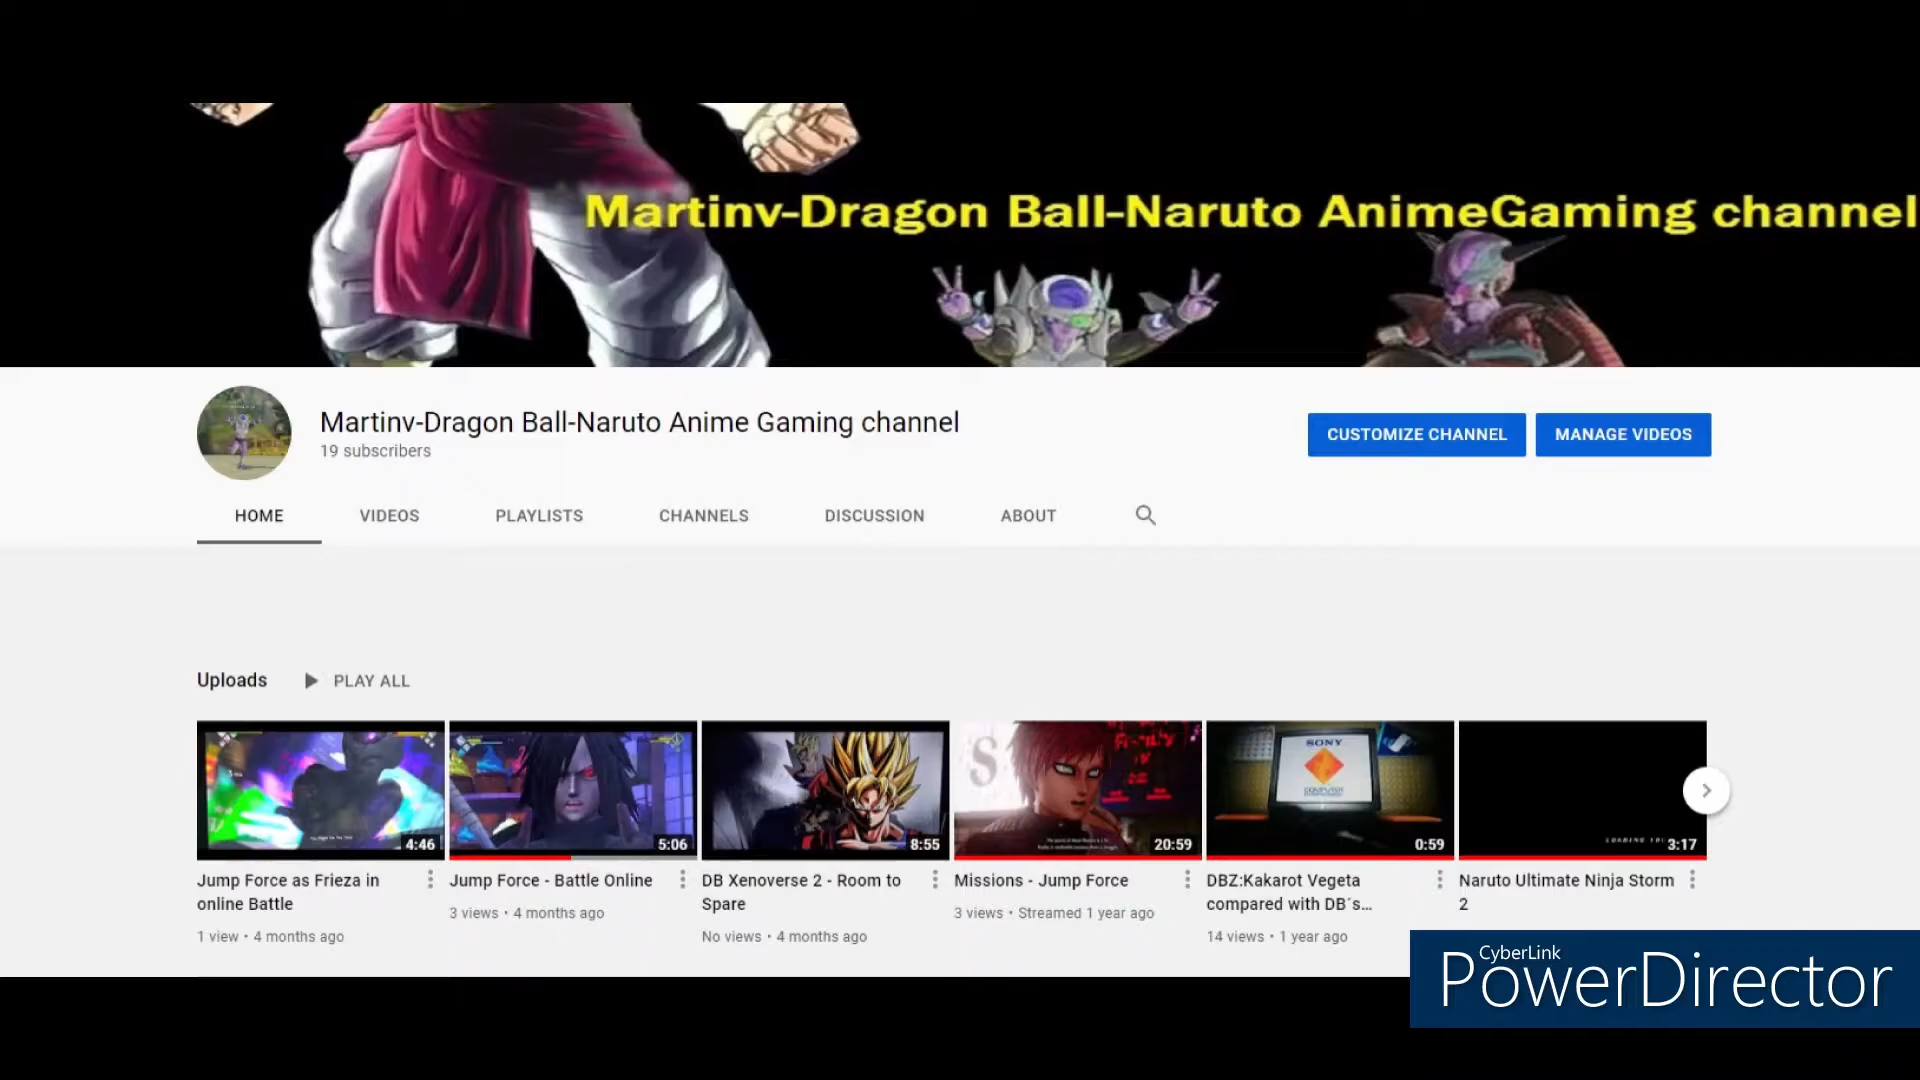 Martinv-Dragon Ball-Naruto AnimeGaming channel
Martinv-Dragon Ball-Naruto Anime Gaming channel
19 subscribers
CUSTOMIZE CHANNEL
MANAGE VIDEOS
HOME
VIDEOS
PLAYLISTS
CHANNELS
DISCUSSION
ABOUT
Uploads
PLAY ALL
4:46
Jump Force as Frieza in
online Battle
1 view • 4 months ago
5:06
Jump Force - Battle Online
3 views • 4 months ago
8:55
DB Xenoverse 2 - Room to
Spare
No views • 4 months ago
S
20:59
Missions - Jump Force
3 views • Streamed 1 year ago
SONY
0:59
DBZ:Kakarot Vegeta
compared with DB´s...
14 views • 1 year ago
3:17
Naruto Ultimate Ninja Storm
2
CyberLink
PowerDirector